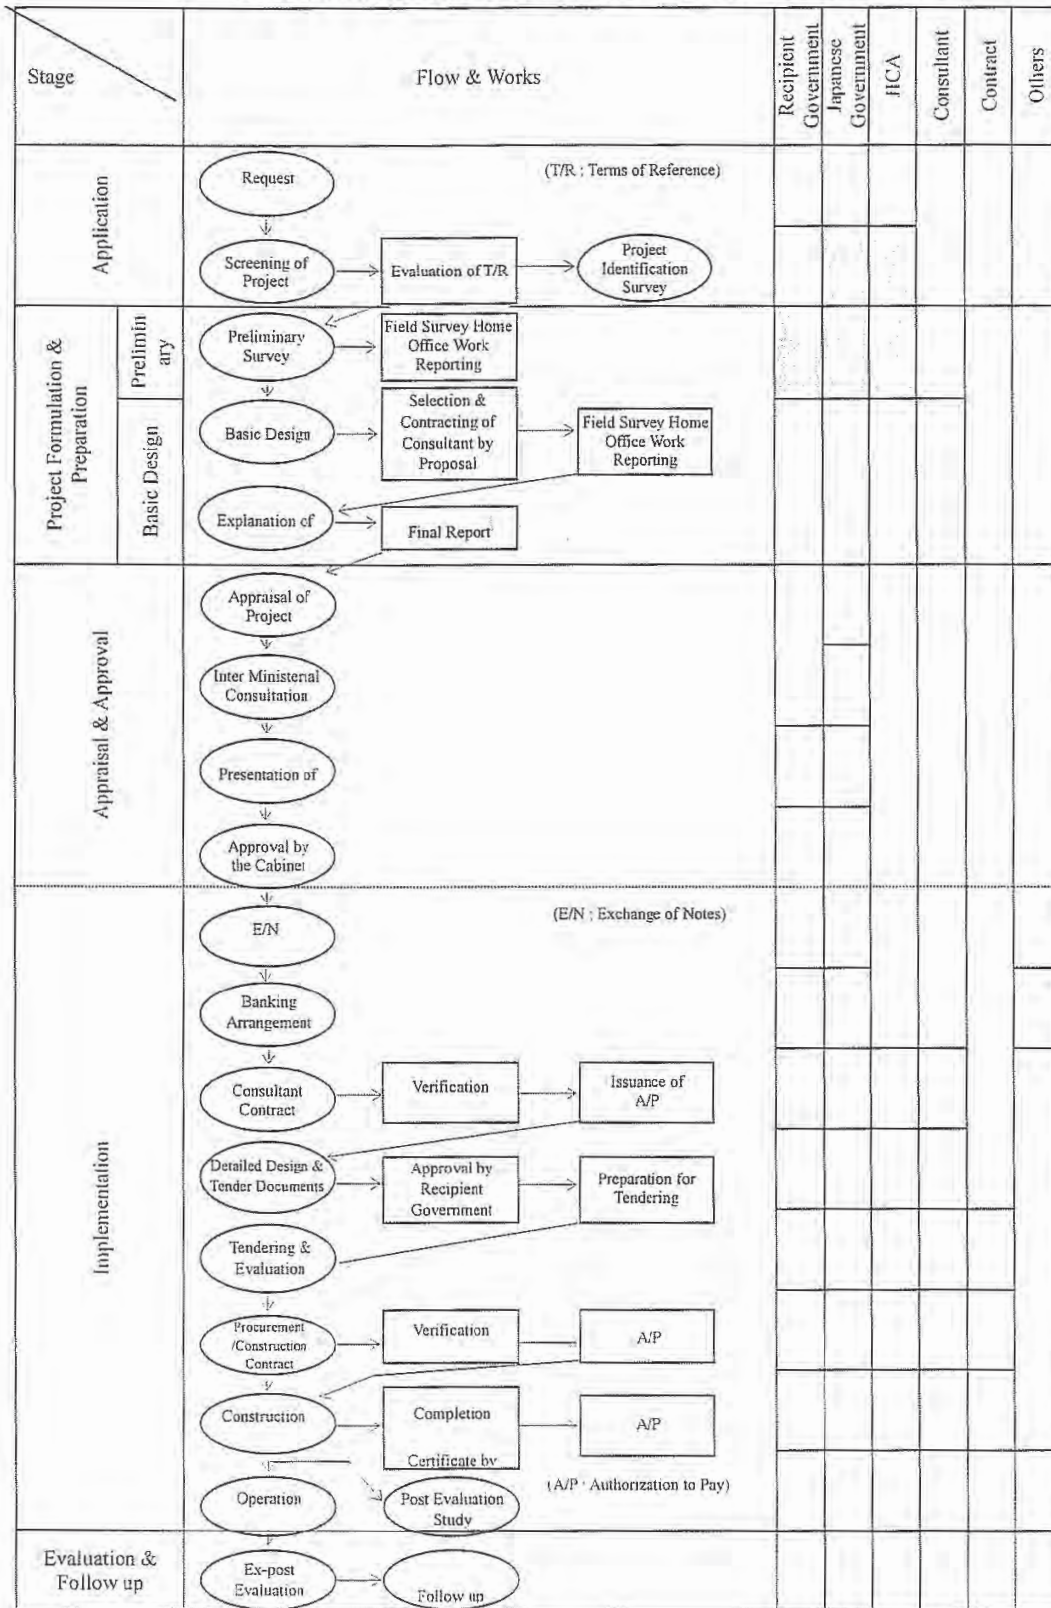 Stage
Flow & Works
Recipient
Government
Japanese
Government
JICA
Consultant
Contract
Others
Application
Request
(T/R : Terms of Reference)
Screening of
Project
Evaluation of T/R
Project
Identification
Survey
Project Formulation &
Preparation
Prelimin
ary
Preliminary
Survey
Field Survey Home
Office Work
Reporting
Basic Design
Basic Design
Selection &
Contracting of
Consultant by
Proposal
Field Survey Home
Office Work
Reporting
Explanation of
Final Report
Appraisal & Approval
Appraisal of
Project
Inter Ministerial
Consultation
Presentation of
Approval by
the Cabinet
Implementation
E/N
(E/N : Exchange of Notes)
Banking
Arrangement
Consultant
Contract
Verification
Issuance of
A/P
Detailed Design &
Tender Documents
Approval by
Recipient
Government
Preparation for
Tendering
Tendering &
Evaluation
Procurement
/Construction
Contract
Verification
A/P
Construction
Completion
Certificate by
A/P
(A/P : Authorization to Pay)
Operation
Post Evaluation
Study
Evaluation &
Follow up
Ex-post
Evaluation
Follow up